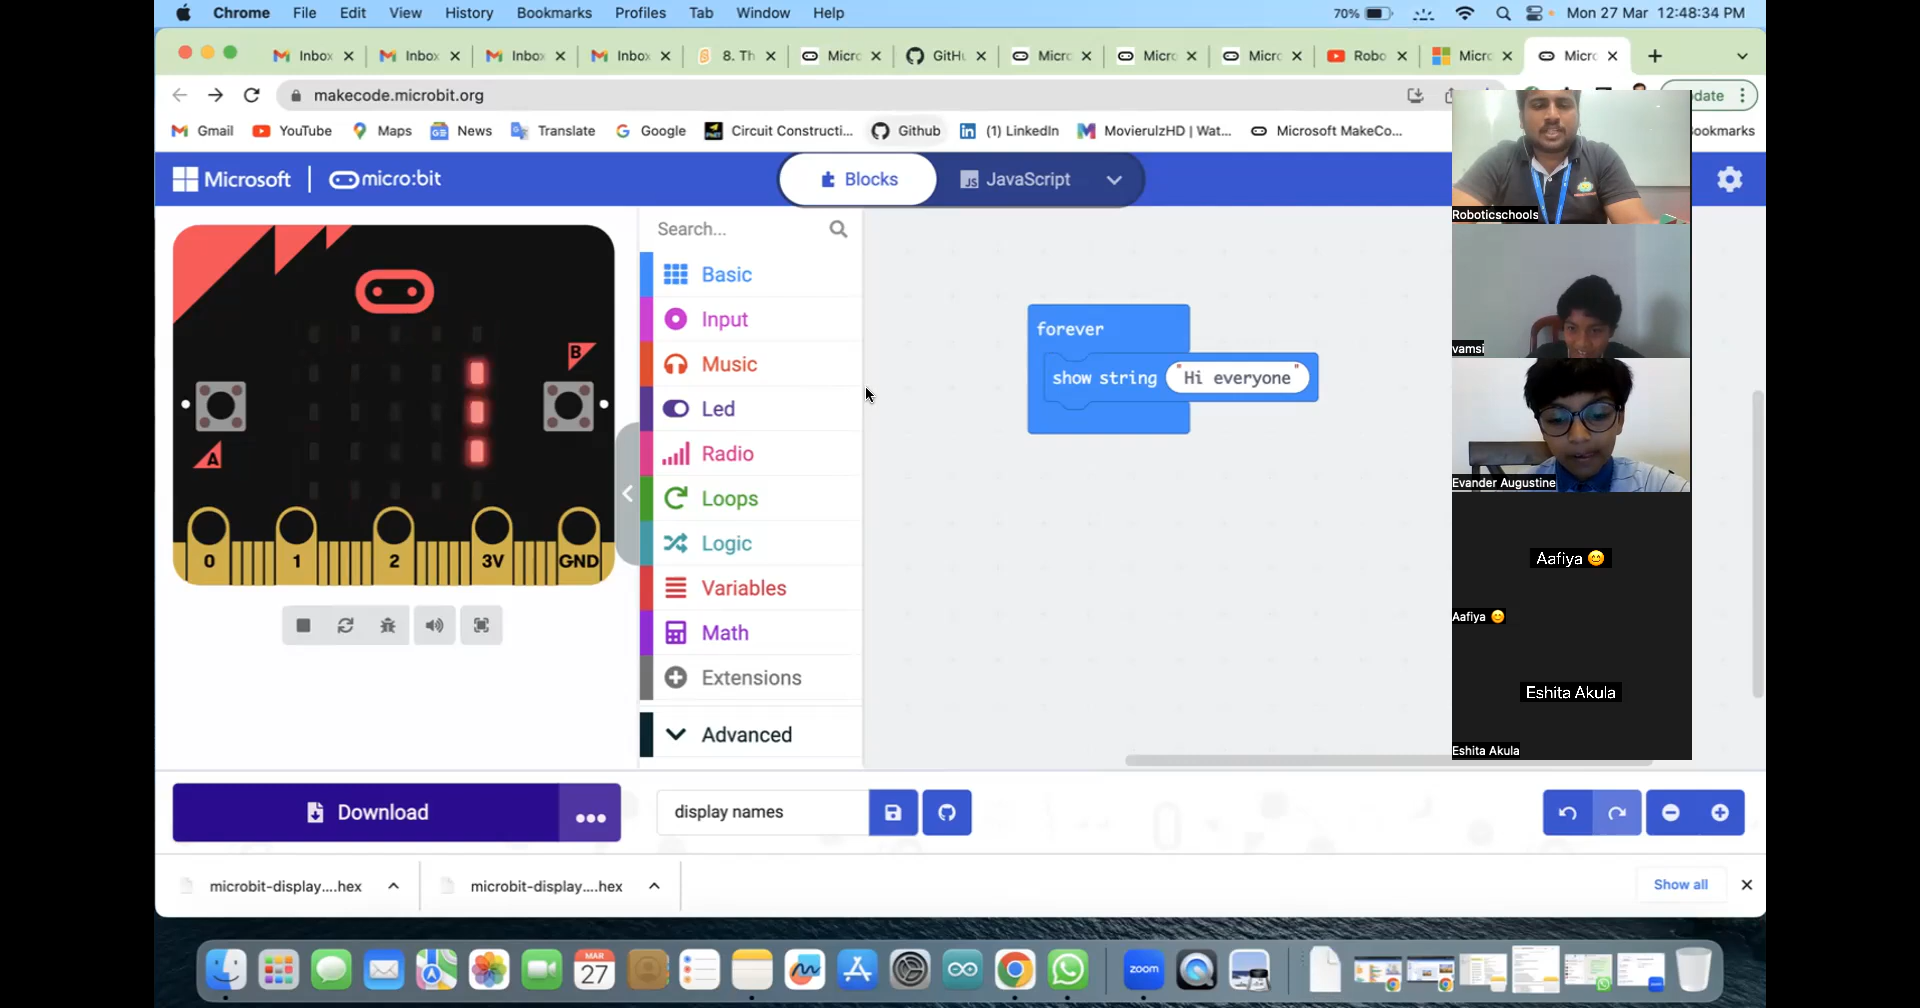 Chrome File Edit View History Bookmarks Profiles Tab Window Help 70% Mon 27 Mar 12:48:34 PM
Inbox Inbox Inbox Inbox 8. Th Micro GitHu Micro Micro Micro Robo Micro Micro
makecode.microbit.org
Gmail YouTube Maps News Translate Google Circuit Constructi... Github (1) LinkedIn MovierulzHD | Wat... Microsoft MakeCo...
Microsoft micro:bit Blocks JS JavaScript
Search...
Basic
Input
Music
Led
Radio
Loops
Logic
Variables
Math
Extensions
Advanced
A
B
0 1 2 3V GND
forever
show string "Hi everyone"
Roboticschools
vamsi
Evander Augustine
Aafiya 😊
Aafiya 😊
Eshita Akula
Eshita Akula
Download ... display names
microbit-display....hex microbit-display....hex Show all
MAR
27
zoom